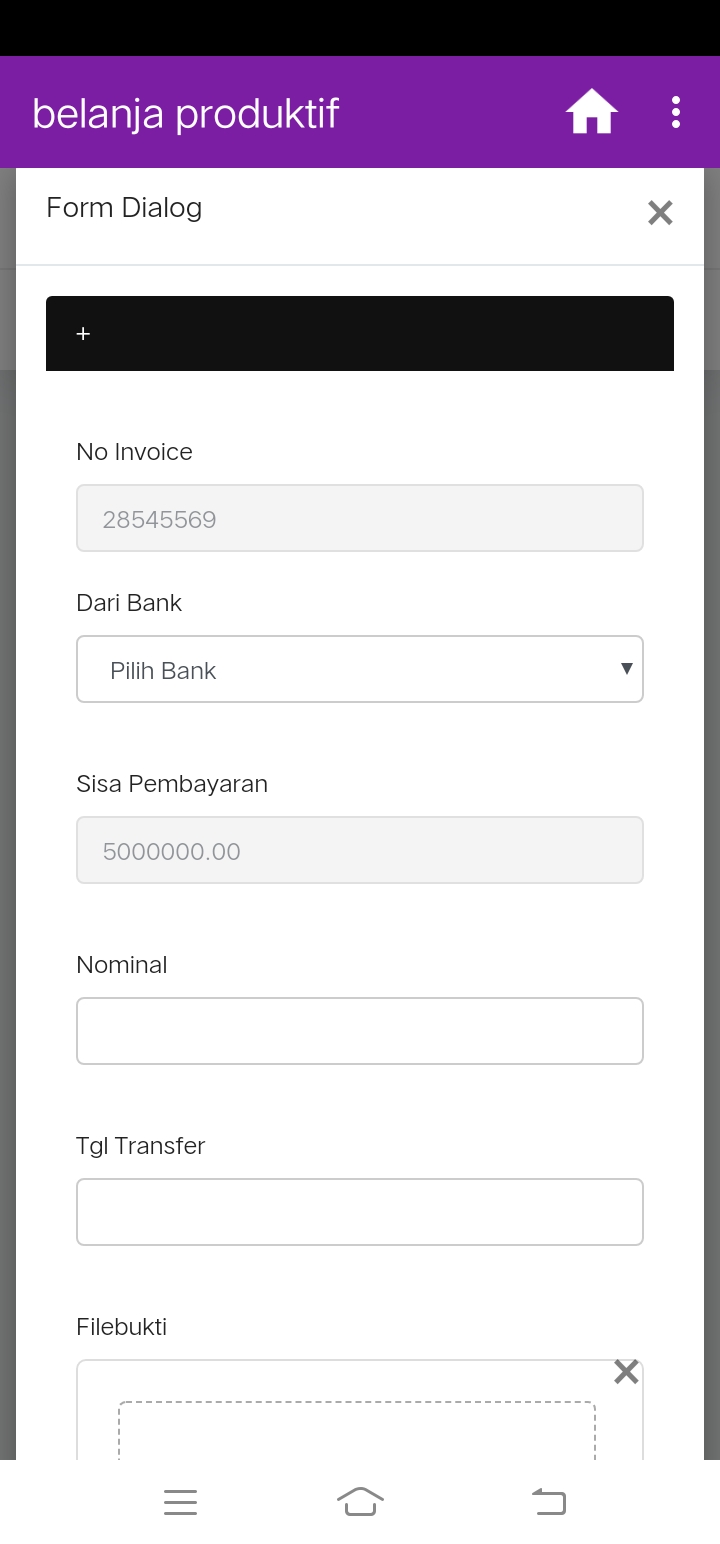 belanja produktif
Form Dialog
+
No Invoice
28545569
Dari Bank
Pilih Bank
Sisa Pembayaran
5000000.00
Nominal
Tgl Transfer
Filebukti